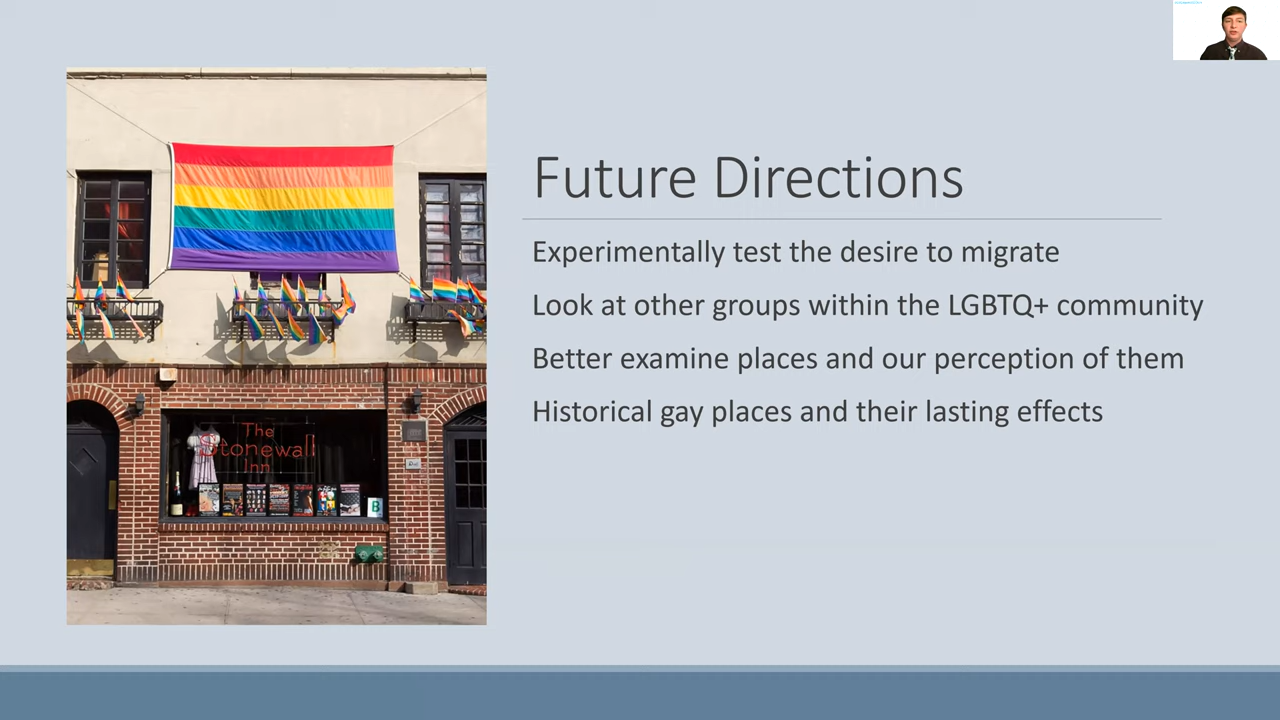 Future Directions
Experimentally test the desire to migrate
Look at other groups within the LGBTQ+ community
Better examine places and our perception of them
Historical gay places and their lasting effects
The
Stonewall
Inn
B